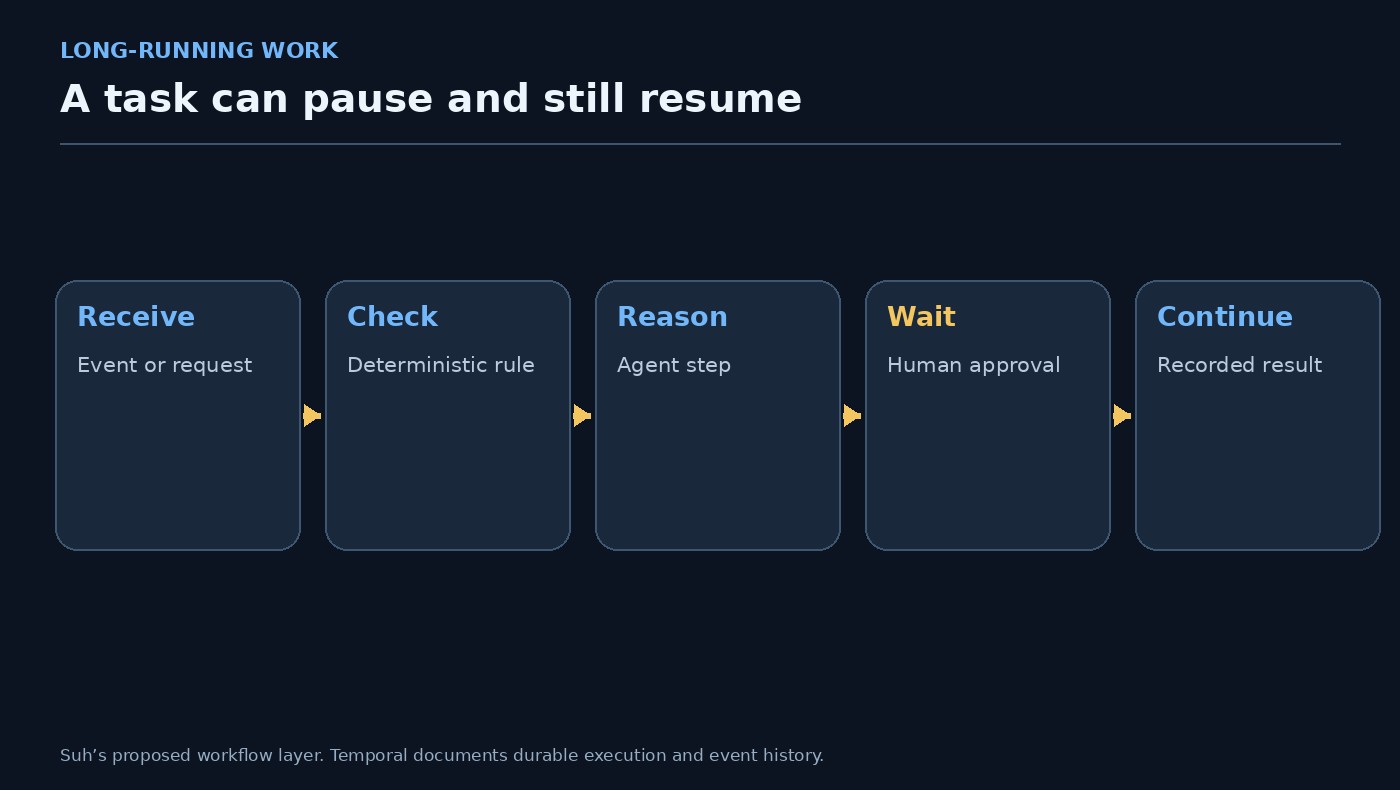 LONG-RUNNING WORK
A task can pause and still resume
Receive
Event or request
Check
Deterministic rule
Reason
Agent step
Wait
Human approval
Continue
Recorded result
Suh’s proposed workflow layer. Temporal documents durable execution and event history.